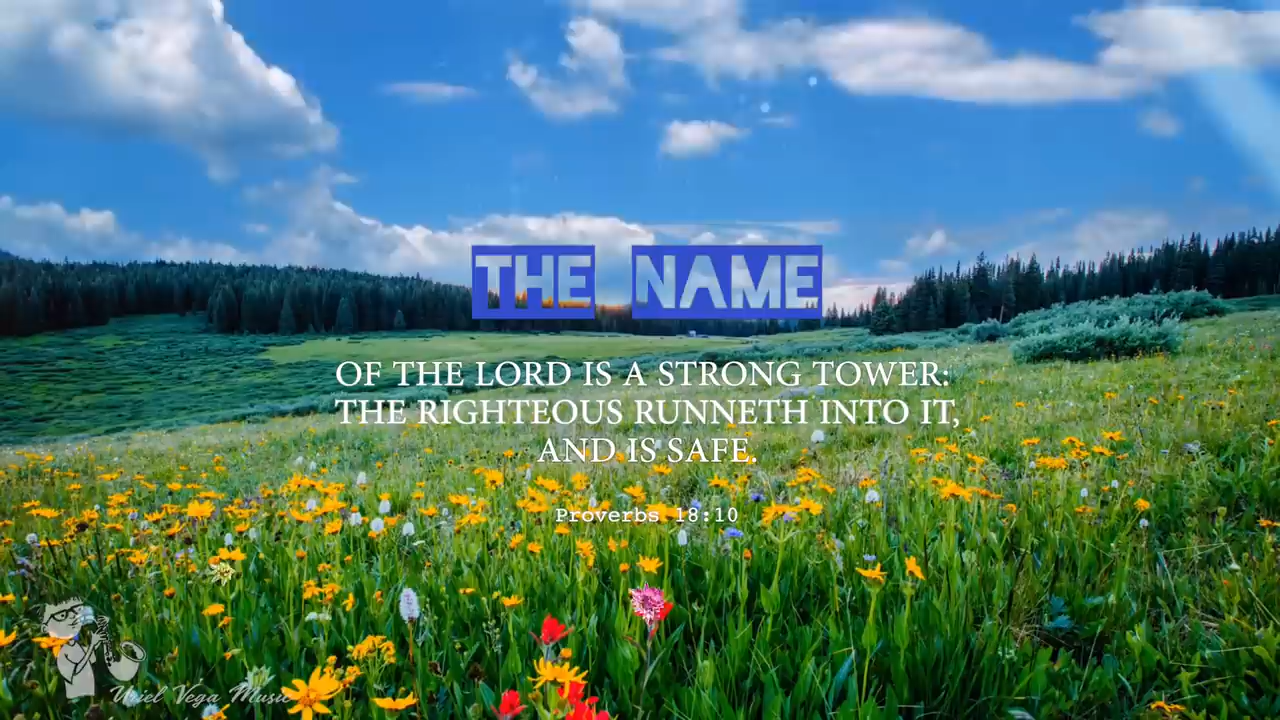 THE NAME
OF THE LORD IS A STRONG TOWER:
THE RIGHTEOUS RUNNETH INTO IT,
AND IS SAFE.
Proverbs 18:10
Uriel Vega Music